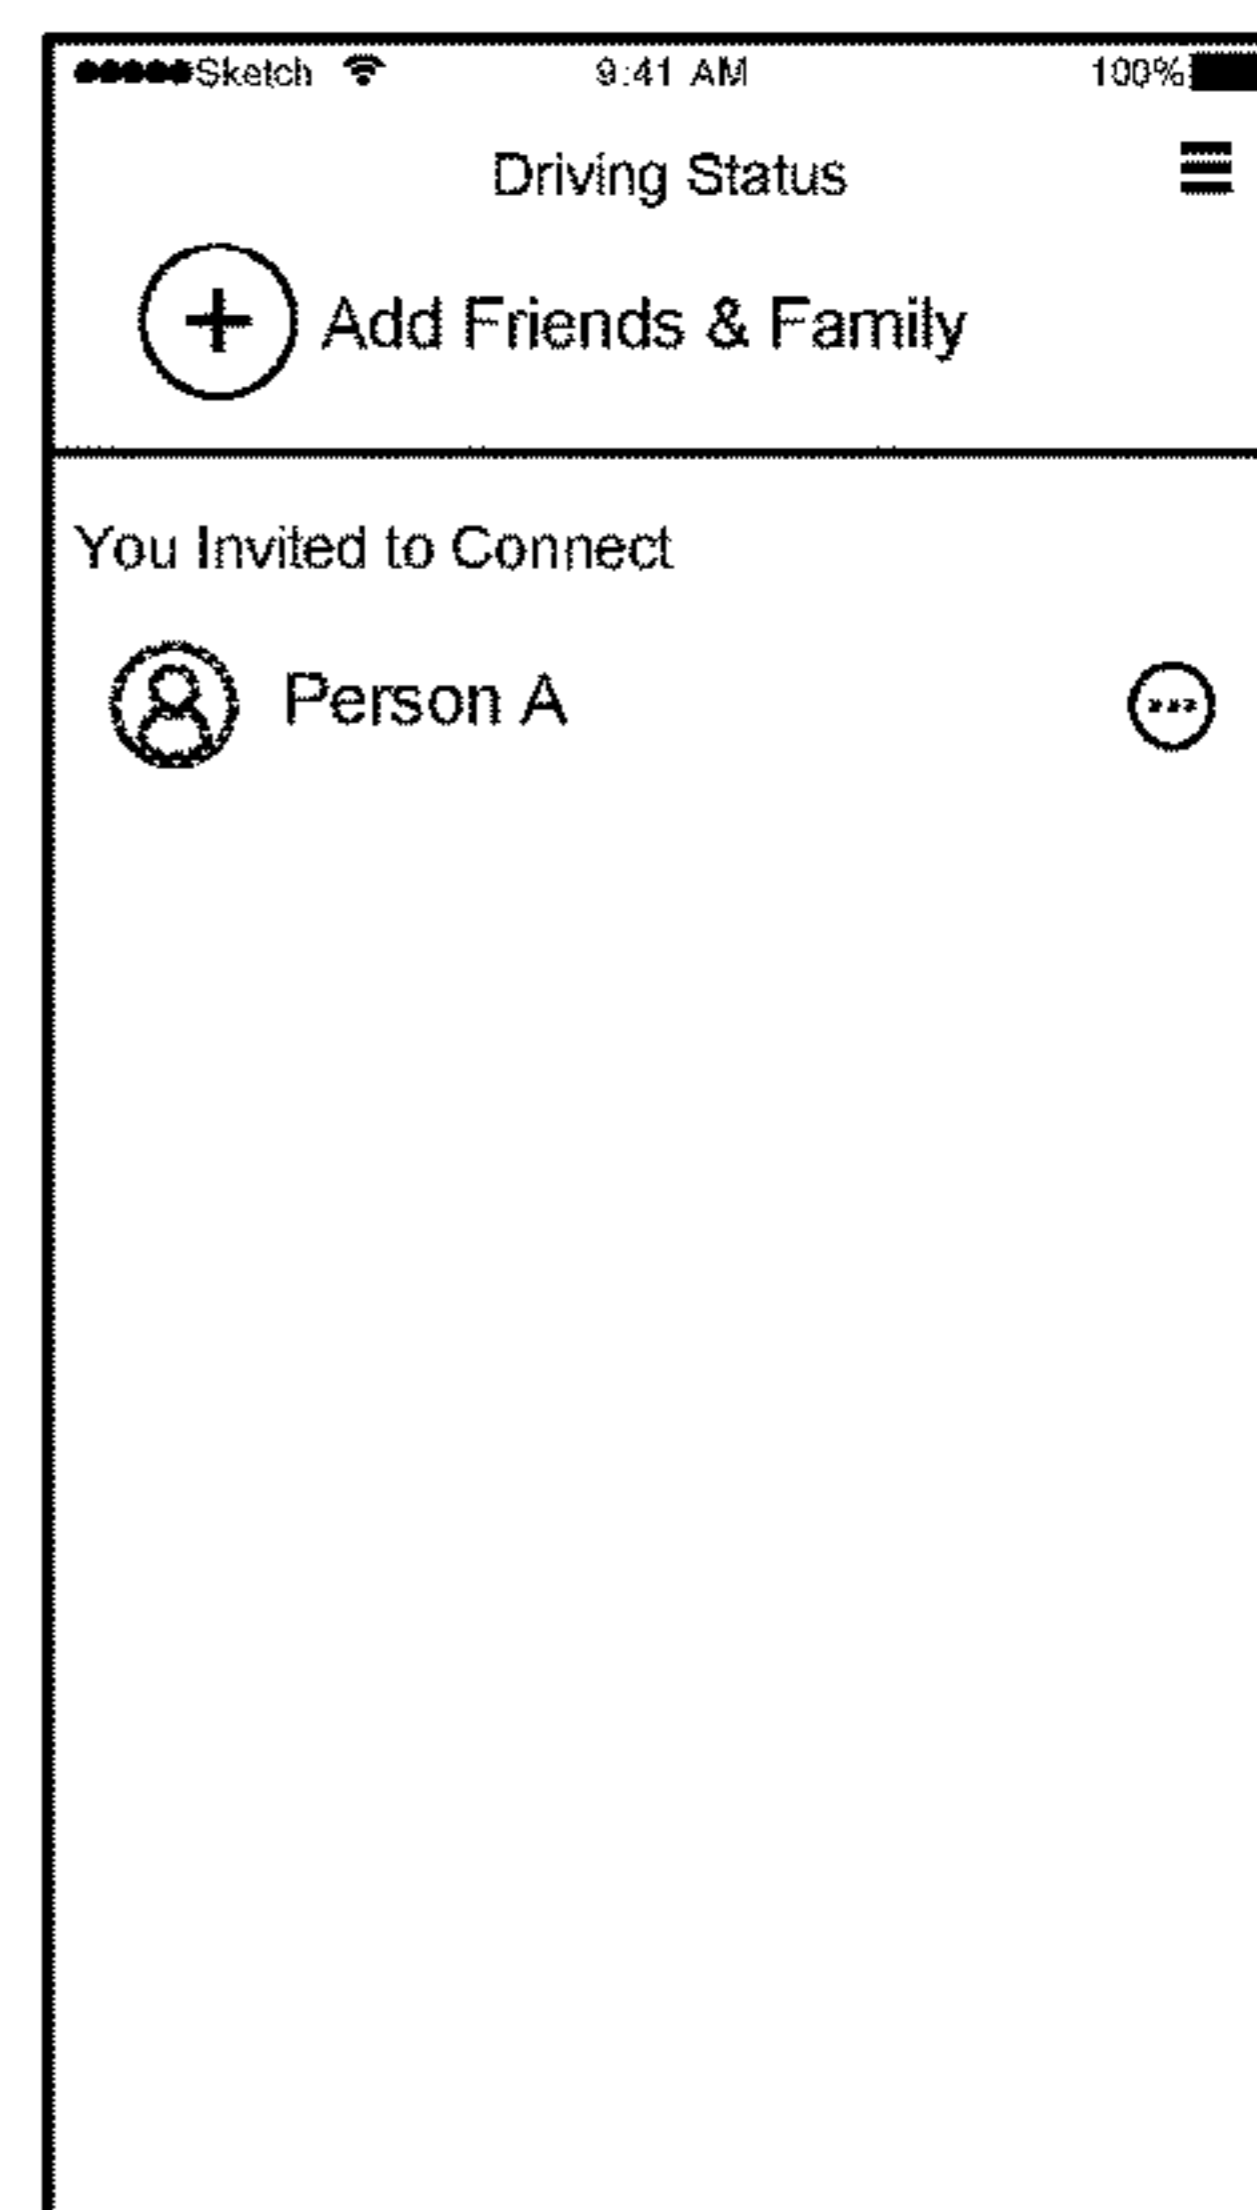 Sketch 9:41 AM 100%
Driving Status
Add Friends & Family
You Invited to Connect
Person A